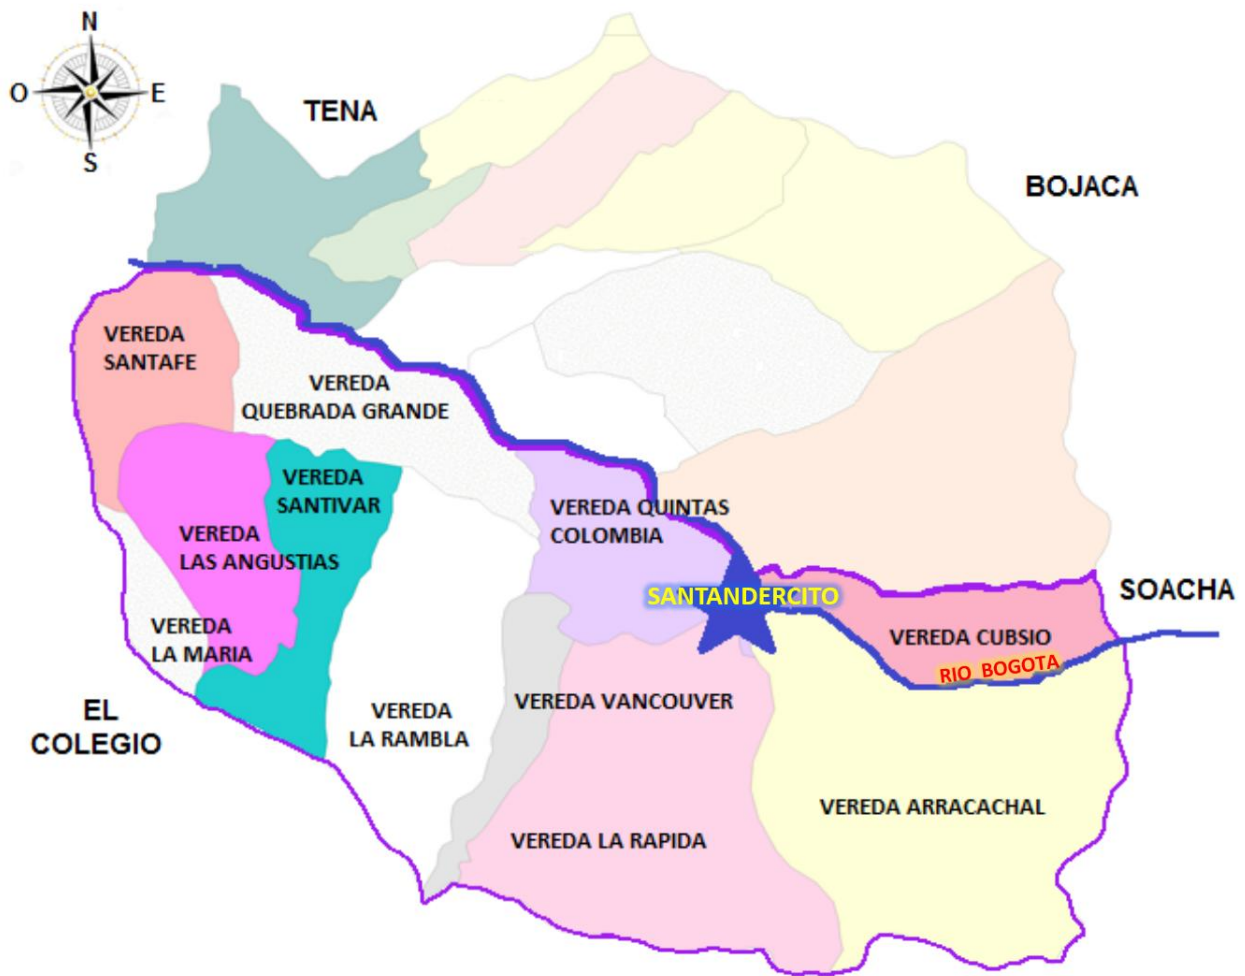 N
O
E
S
TENA
BOJACA
VEREDA
SANTAFE
VEREDA
QUEBRADA GRANDE
VEREDA
SANTIVAR
VEREDA
LAS ANGUSTIAS
VEREDA QUINTAS
COLOMBIA
SANTANDERCITO
SOACHA
VEREDA CUBSIO
RIO BOGOTA
VEREDA
LA MARIA
EL
COLEGIO
VEREDA
LA RAMBLA
VEREDA VANCOUVER
VEREDA ARRACACHAL
VEREDA LA RAPIDA